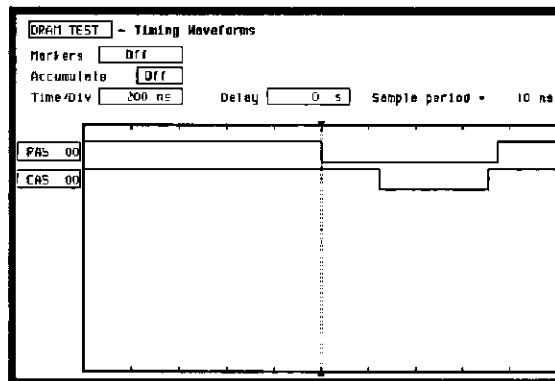 DRAM TEST - Timing Waveforms
Markers Off
Accumulate Off
Time/Div 200 ns Delay 0 s Sample period = 10 ns
RAS 00
CAS 00